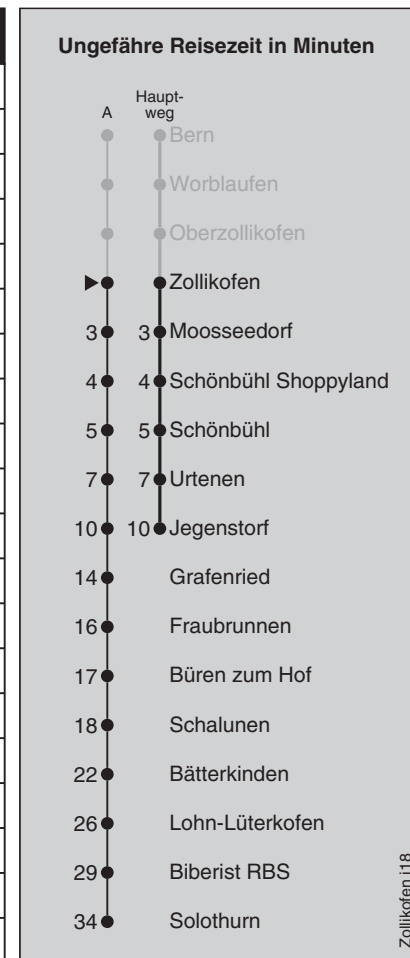 Ungefähre Reisezeit in Minuten
Haupt-
A weg
Bern
Worblaufen
Oberzollikofen
Zollikofen
3 3 Moosseedorf
4 4 Schönbühl Shoppyland
5 5 Schönbühl
7 7 Urtenen
10 10 Jegenstorf
14 Grafenried
16 Fraubrunnen
17 Büren zum Hof
18 Schalunen
22 Bätterkinden
26 Lohn-Lüterkofen
29 Biberist RBS
34 Solothurn
Zollikofen i18